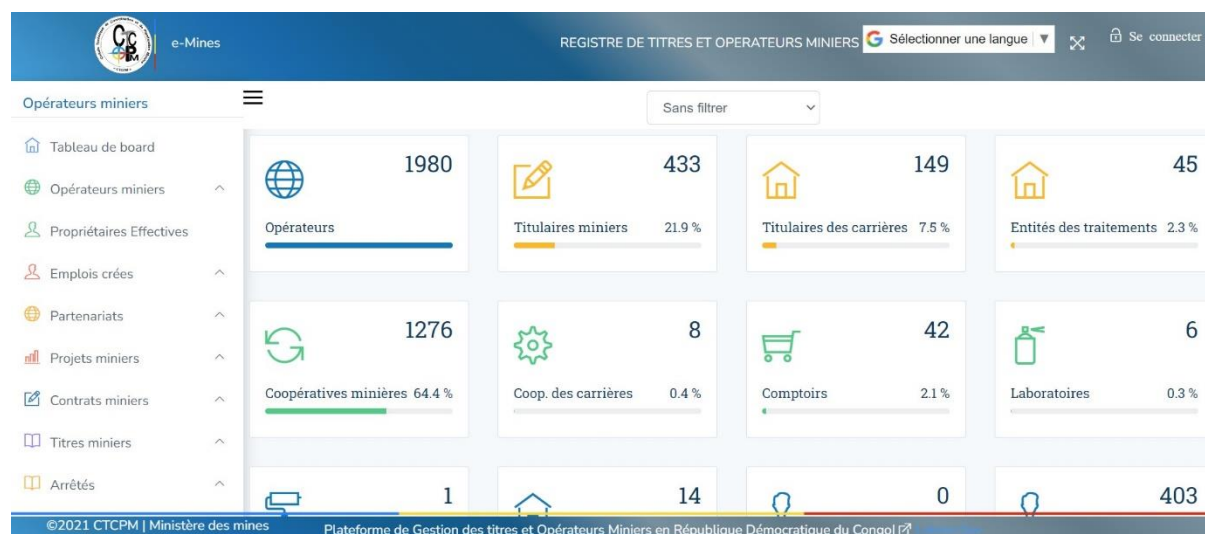 e-Mines
REGISTRE DE TITRES ET OPERATEURS MINIERS
G Sélectionner une langue ▼
Se connecter
Opérateurs miniers
Tableau de board
Opérateurs miniers
Propriétaires Effectives
Emplois crées
Partenariats
Projets miniers
Contrats miniers
Titres miniers
Arrêtés
Sans filtrer
1980
Opérateurs
433
Titulaires miniers 21.9 %
149
Titulaires des carrières 7.5 %
45
Entités des traitements 2.3 %
1276
Coopératives minières 64.4 %
8
Coop. des carrières 0.4 %
42
Comptoirs 2.1 %
6
Laboratoires 0.3 %
1
14
0
403
©2021 CTCPM | Ministère des mines
Plateforme de Gestion des titres et Opérateurs Miniers en République Démocratique du Congo|